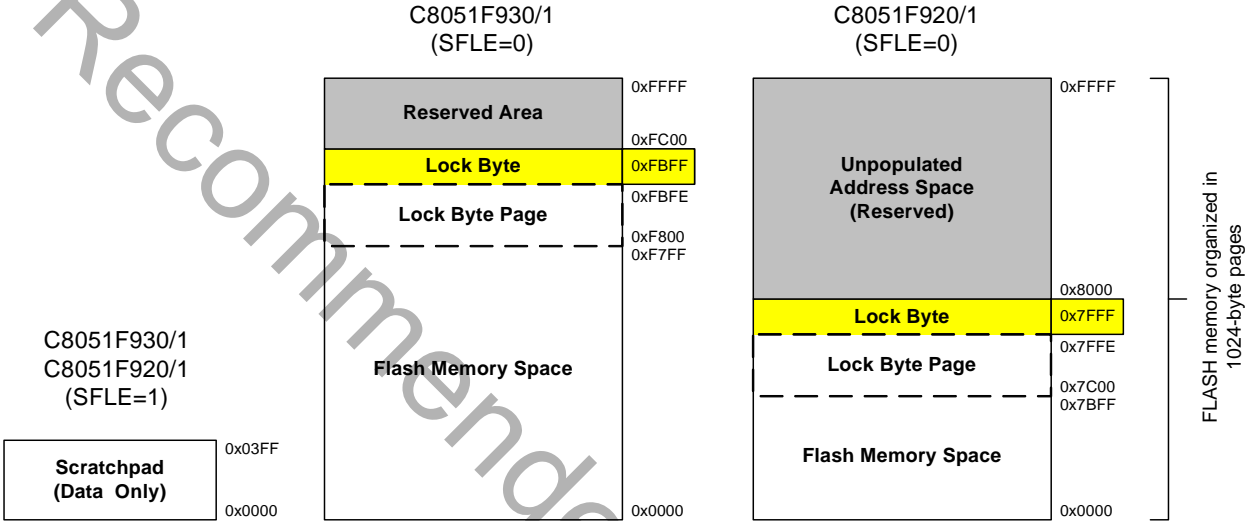 C8051F930/1
(SFLE=0)
C8051F920/1
(SFLE=0)
0xFFFF
Reserved Area
0xFC00
Lock Byte
0xFBFF
0xFBFE
Lock Byte Page
0xF800
0xF7FF
Flash Memory Space
0x0000
0xFFFF
Unpopulated
Address Space
(Reserved)
0x8000
Lock Byte
0x7FFF
0x7FFE
Lock Byte Page
0x7C00
0x7BFF
Flash Memory Space
0x0000
FLASH memory organized in
1024-byte pages
C8051F930/1
C8051F920/1
(SFLE=1)
0x03FF
Scratchpad
(Data Only)
0x0000
Recommende